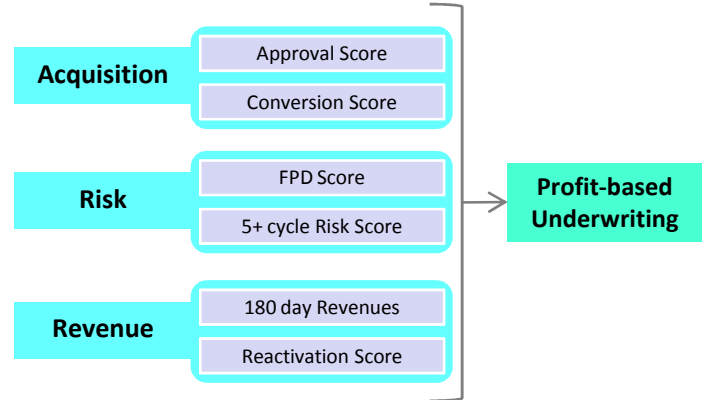 Acquisition
Approval Score
Conversion Score
Risk
FPD Score
5+ cycle Risk Score
Revenue
180 day Revenues
Reactivation Score
Profit-based
Underwriting